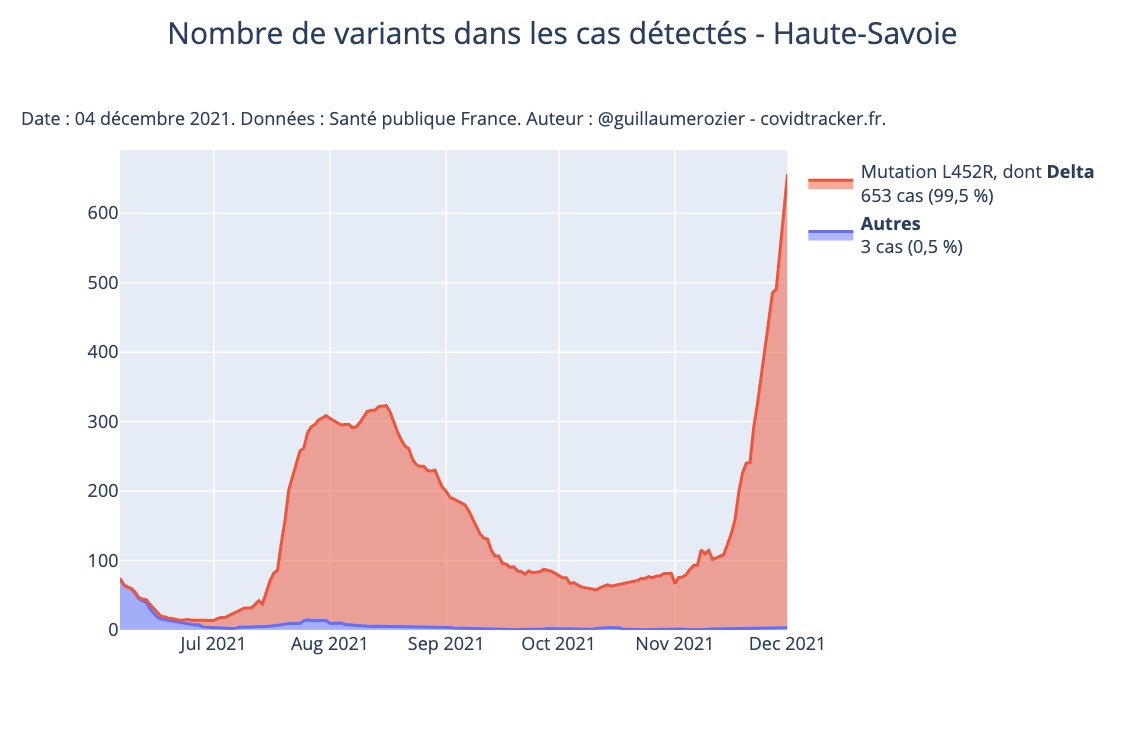 Nombre de variants dans les cas détectés - Haute-Savoie
Date : 04 décembre 2021. Données : Santé publique France. Auteur : @guillaumerozier - covidtracker.fr.
Mutation L452R, dont Delta
653 cas (99,5 %)
Autres
3 cas (0,5 %)
600
500
400
300
200
100
0
Jul 2021 Aug 2021 Sep 2021 Oct 2021 Nov 2021 Dec 2021